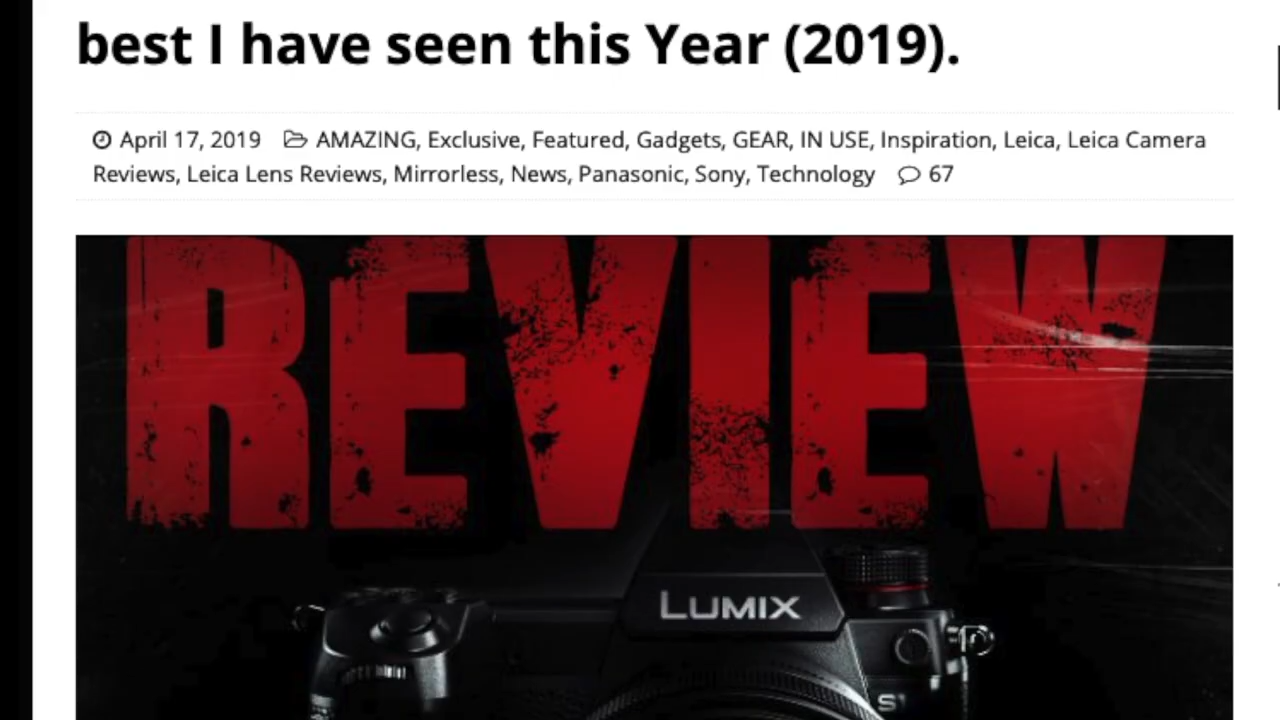 best I have seen this Year (2019).
April 17, 2019 AMAZING, Exclusive, Featured, Gadgets, GEAR, IN USE, Inspiration, Leica, Leica Camera
Reviews, Leica Lens Reviews, Mirrorless, News, Panasonic, Sony, Technology 67
REVIEW
LUMIX